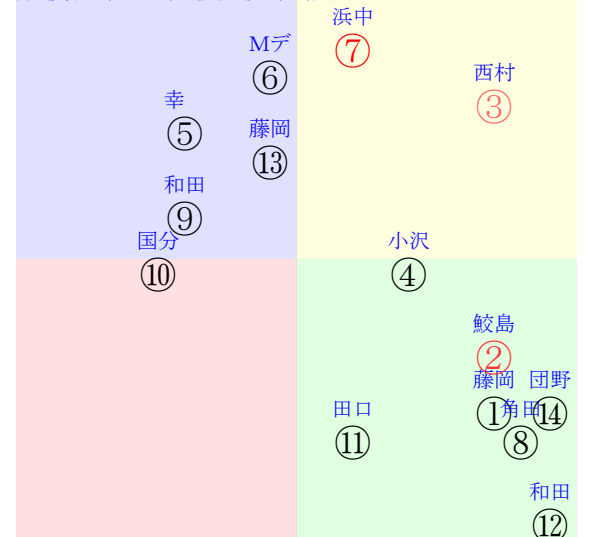 浜中
⑦
Mデ
⑥
西村
③
幸
⑤
藤岡
⑬
和田
⑨
国分
⑩
小沢
④
鮫島
②
藤岡
①
団野
⑭
角田
⑧
田口
⑪
和田
⑫